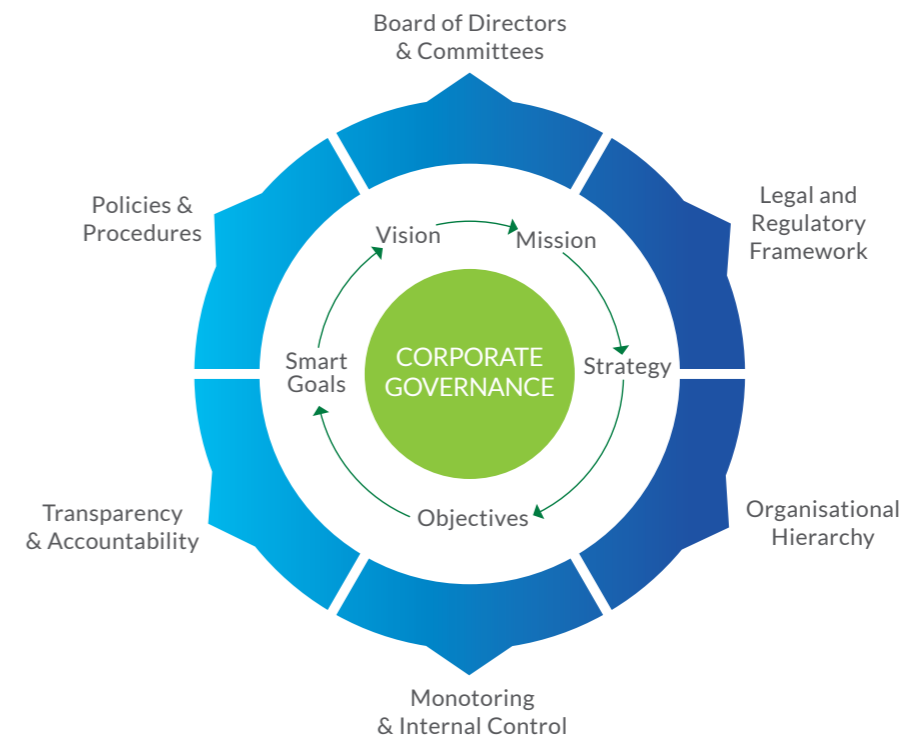 Board of Directors
& Committees
Legal and
Regulatory
Framework
Organisational
Hierarchy
Monotoring
& Internal Control
Transparency
& Accountability
Policies &
Procedures
Vision
Mission
Strategy
Objectives
Smart
Goals
CORPORATE
GOVERNANCE